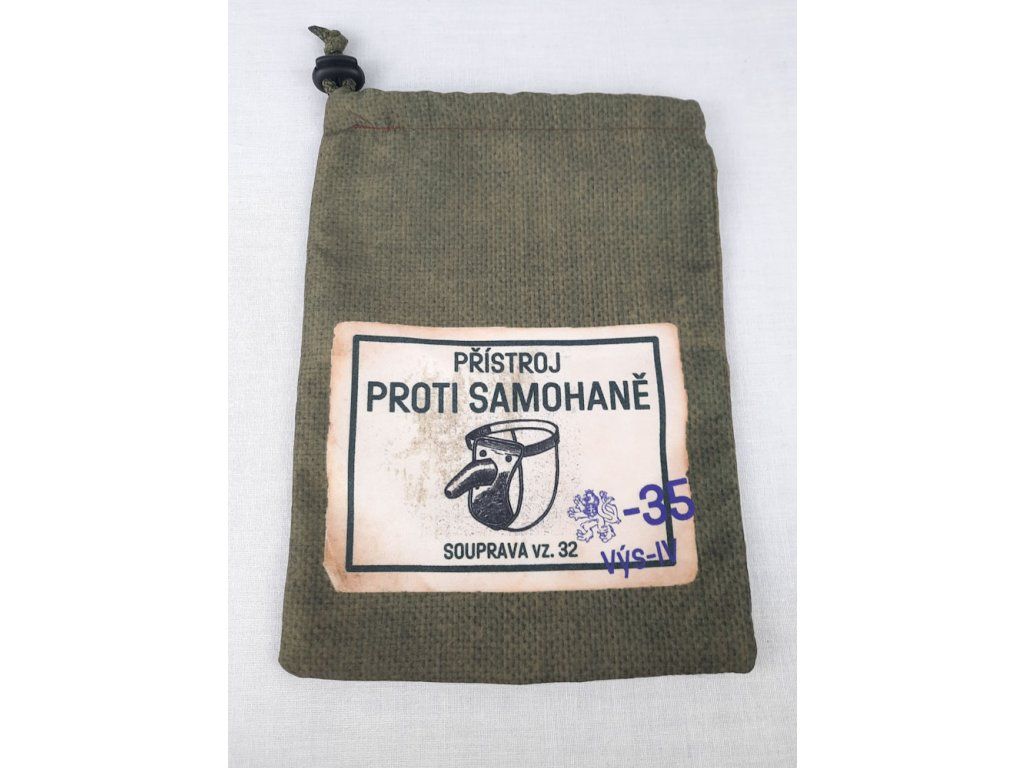 PŘÍSTROJ
PROTI SAMOHANĚ
-35
výs-IV
SOUPRAVA vz. 32